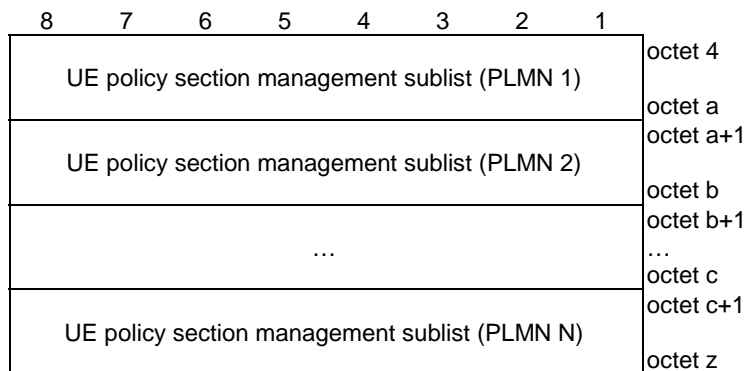 8 7 6 5 4 3 2 1
octet 4
UE policy section management sublist (PLMN 1)
octet a
octet a+1
UE policy section management sublist (PLMN 2)
octet b
octet b+1
… …
octet c
octet c+1
UE policy section management sublist (PLMN N)
octet z